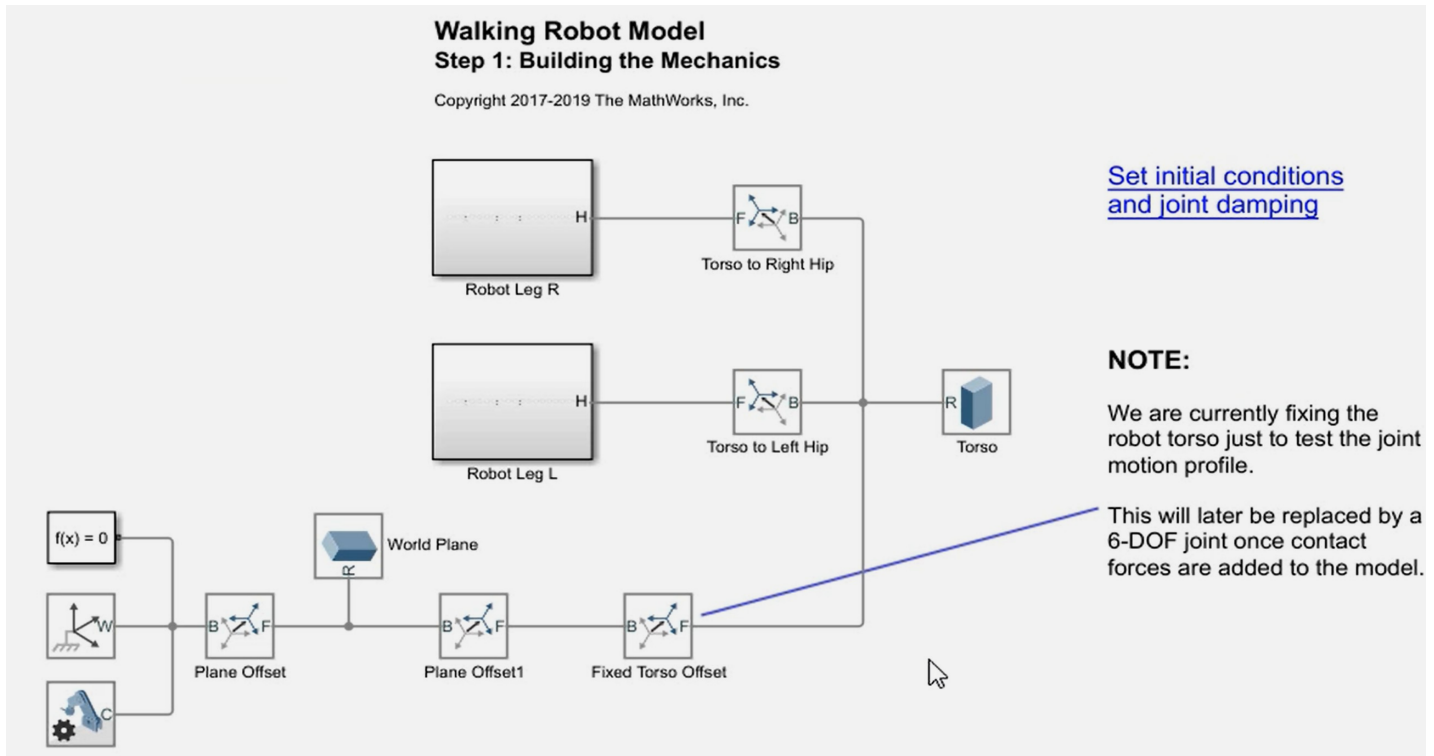 Walking Robot Model
Step 1: Building the Mechanics
Copyright 2017-2019 The MathWorks, Inc.
H
Robot Leg R
F
B
Torso to Right Hip
Set initial conditions
and joint damping
H
Robot Leg L
F
B
Torso to Left Hip
R
Torso
NOTE:
We are currently fixing the
robot torso just to test the joint
motion profile.
This will later be replaced by a
6-DOF joint once contact
forces are added to the model.
f(x) = 0
R
World Plane
W
B
F
Plane Offset
B
F
Plane Offset1
B
F
Fixed Torso Offset
C